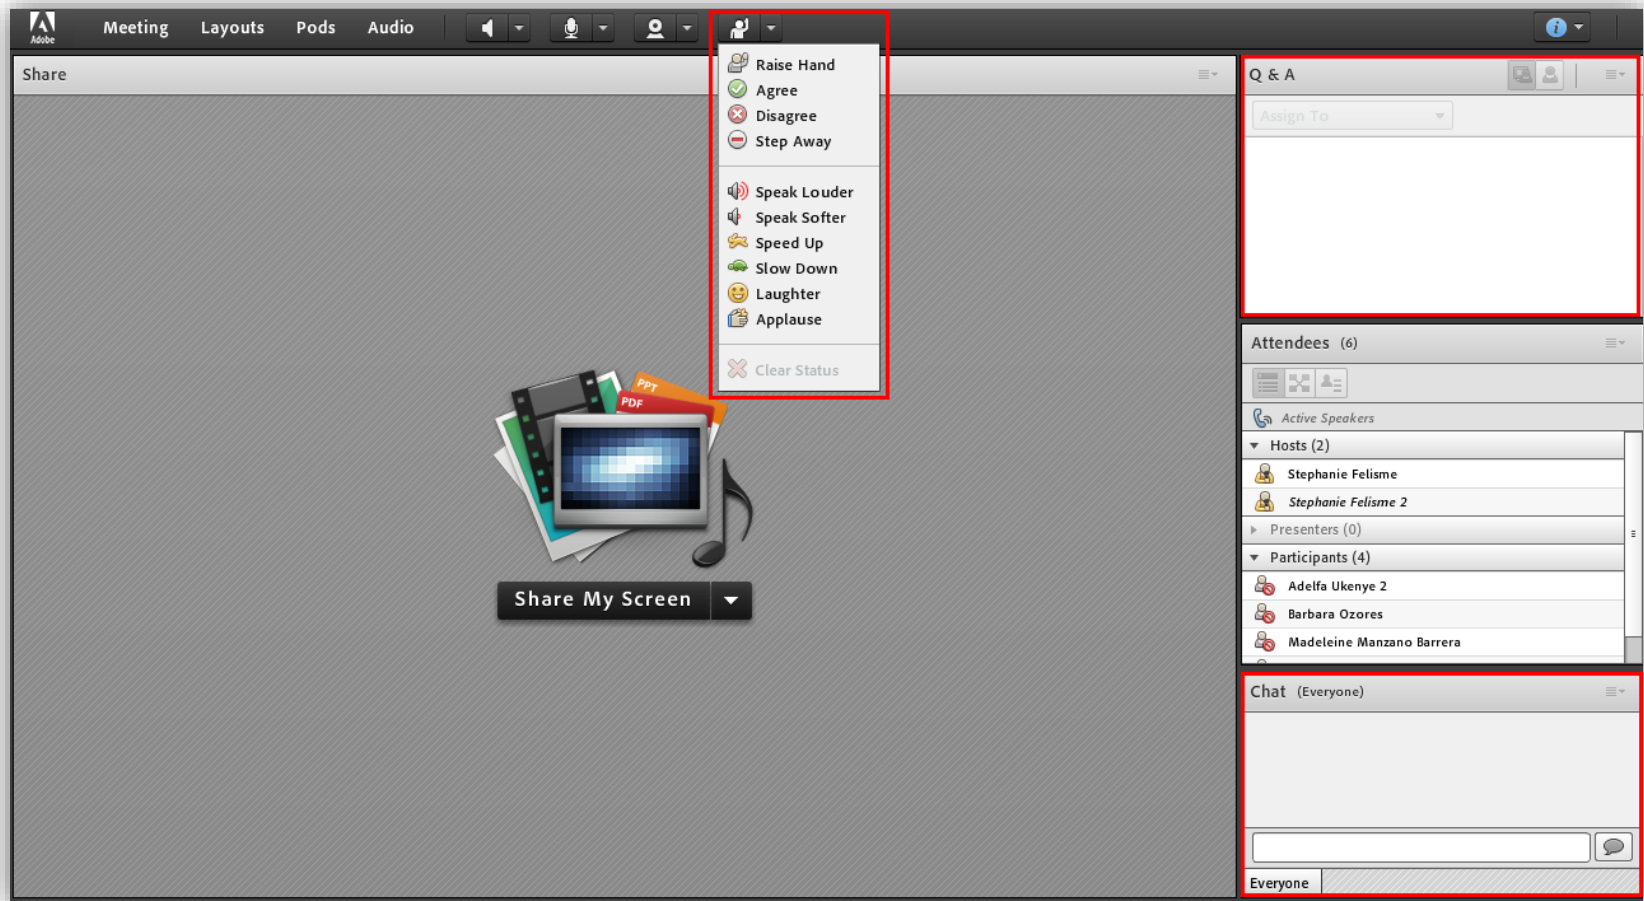 Adobe
Meeting
Layouts
Pods
Audio
Share
Raise Hand
Agree
Disagree
Step Away
Speak Louder
Speak Softer
Speed Up
Slow Down
Laughter
Applause
Clear Status
PPT
PDF
Share My Screen
Q & A
Assign To
Attendees (6)
Active Speakers
Hosts (2)
Stephanie Felisme
Stephanie Felisme 2
Presenters (0)
Participants (4)
Adelfa Ukenye 2
Barbara Ozores
Madeleine Manzano Barrera
Chat (Everyone)
Everyone